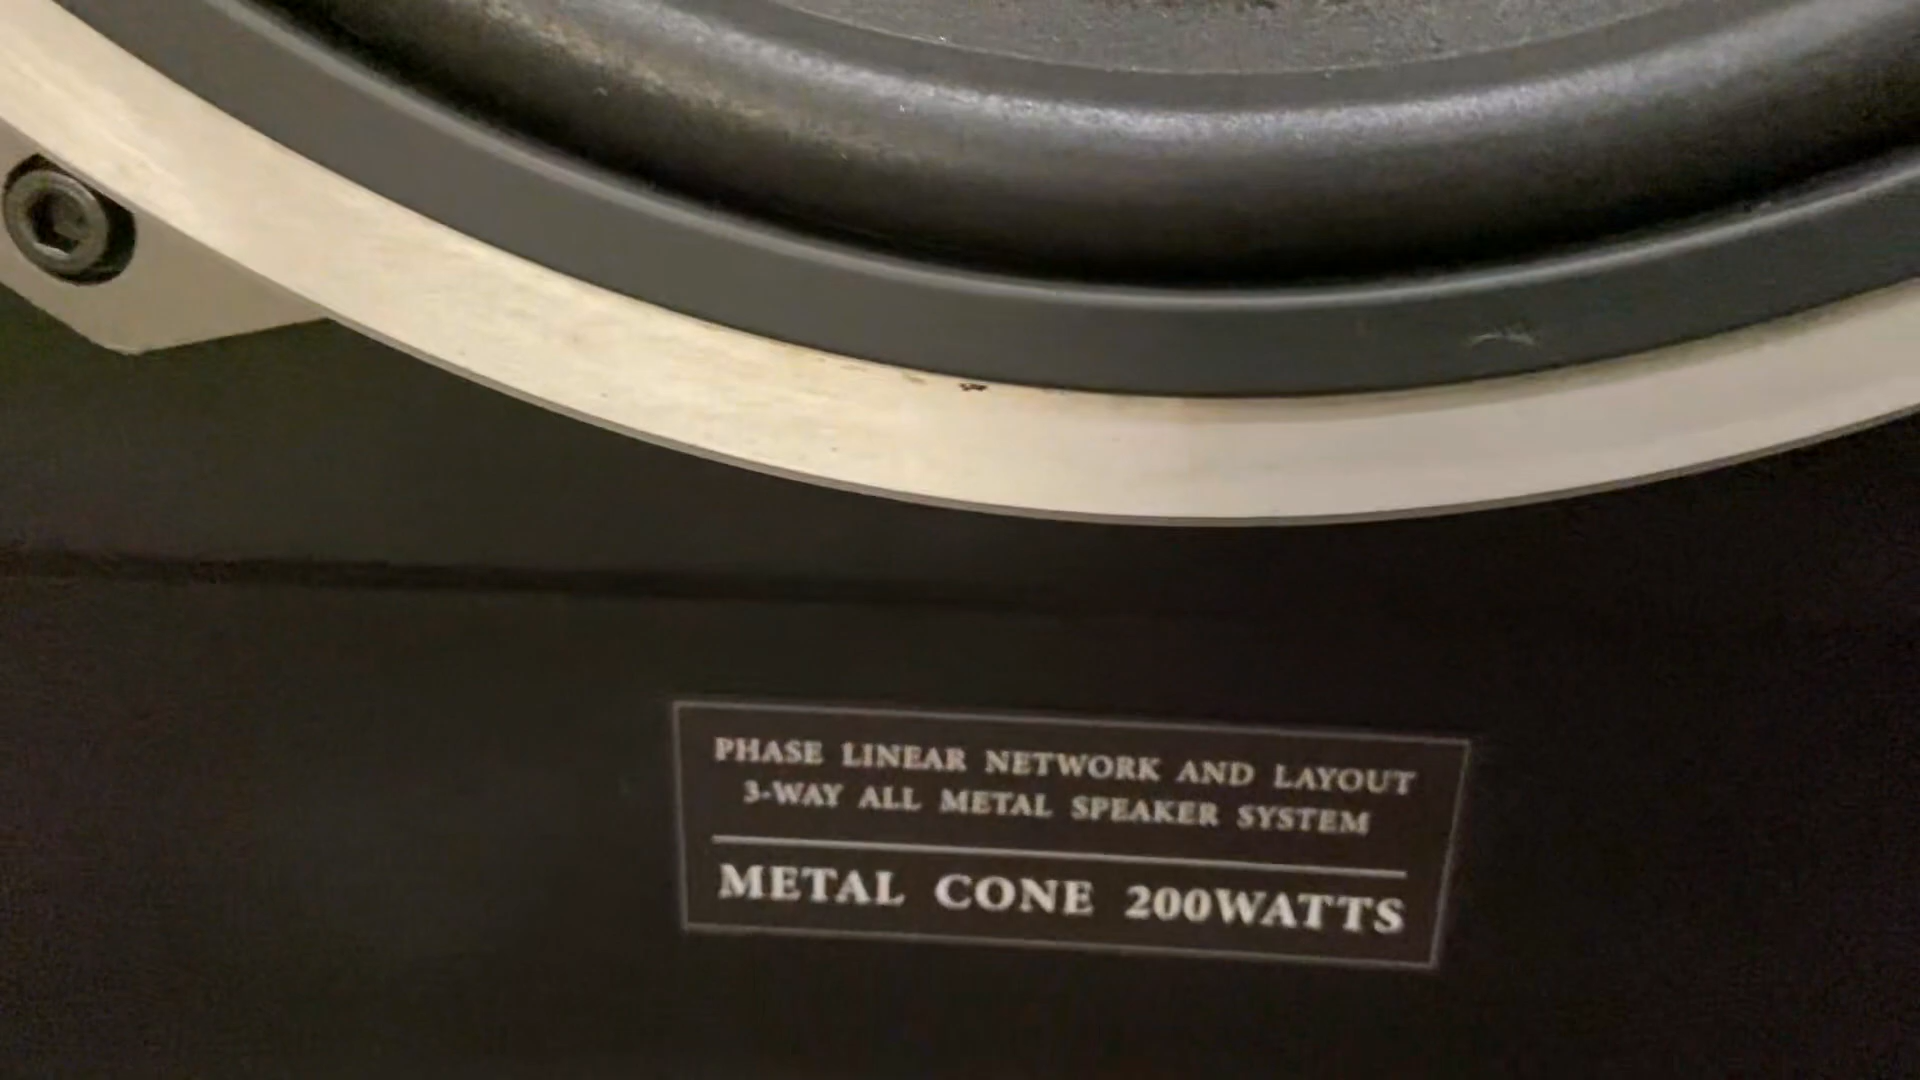 PHASE LINEAR NETWORK AND LAYOUT
3-WAY ALL METAL SPEAKER SYSTEM
METAL CONE 200WATTS